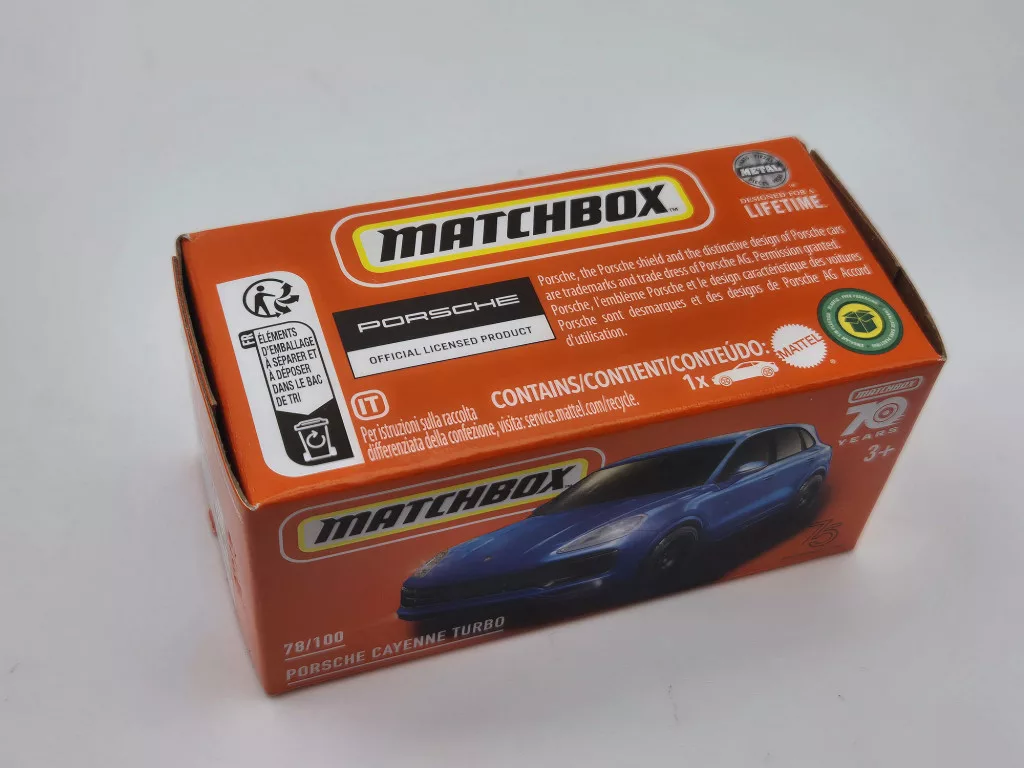 MATCHBOX™
METAL
DESIGNED FOR A
LIFETIME
PORSCHE
OFFICIAL LICENSED PRODUCT
Porsche, the Porsche shield and the distinctive design of Porsche cars
are trademarks and trade dress of Porsche AG. Permission granted.
Porsche, l'emblème Porsche et le design caractéristique des voitures
Porsche sont des marques et des designs de Porsche AG. Accord
d'utilisation.
FR
ÉLÉMENTS
D'EMBALLAGE
À SÉPARER ET
À DÉPOSER
DANS LE BAC
DE TRI
IT
Per istruzioni sulla raccolta
differenziata della confezione, visita: service.mattel.com/recycle.
CONTAINS/CONTIENT/CONTEÚDO:
1x
MATTEL
MATCHBOX
MATCHBOX
70
YEARS
3+
75
78/100
PORSCHE CAYENNE TURBO